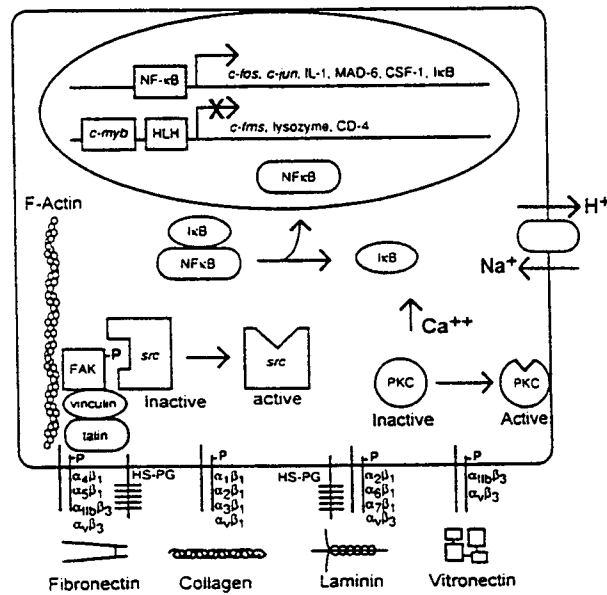 NF-κB
c-fos, c-jun, IL-1, MAD-6, CSF-1, IκB
c-myb HLH
c-fms, lysozyme, CD-4
NFκB
F-Actin
H+
IκB
NFκB
IκB
Na+
Ca++
FAK
P
src
src
vinculin
Inactive
active
talin
PKC
PKC
Inactive
Active
P
HS-PG
P
HS-PG
P
P
α4β1
α5β1
αIIbβ3
αvβ3
α1β1
α2β1
α3β1
αvβ1
α2β1
α6β1
α7β1
αvβ3
αIIbβ3
αvβ3
Fibronectin
Collagen
Laminin
Vitronectin